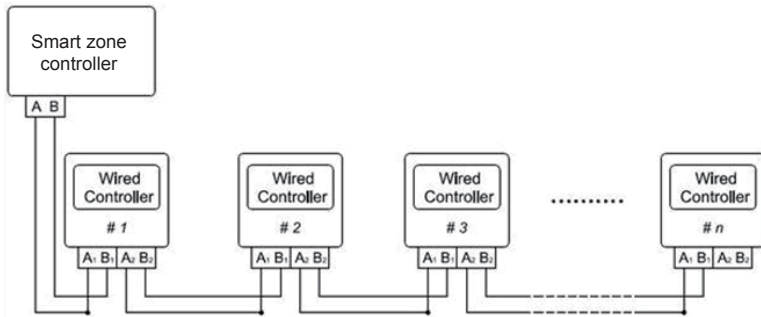 Smart zone
controller
A B
Wired
Controller
# 1
A₁ B₁ A₂ B₂
Wired
Controller
# 2
A₁ B₁ A₂ B₂
Wired
Controller
# 3
A₁ B₁ A₂ B₂
..........
Wired
Controller
# n
A₁ B₁ A₂ B₂